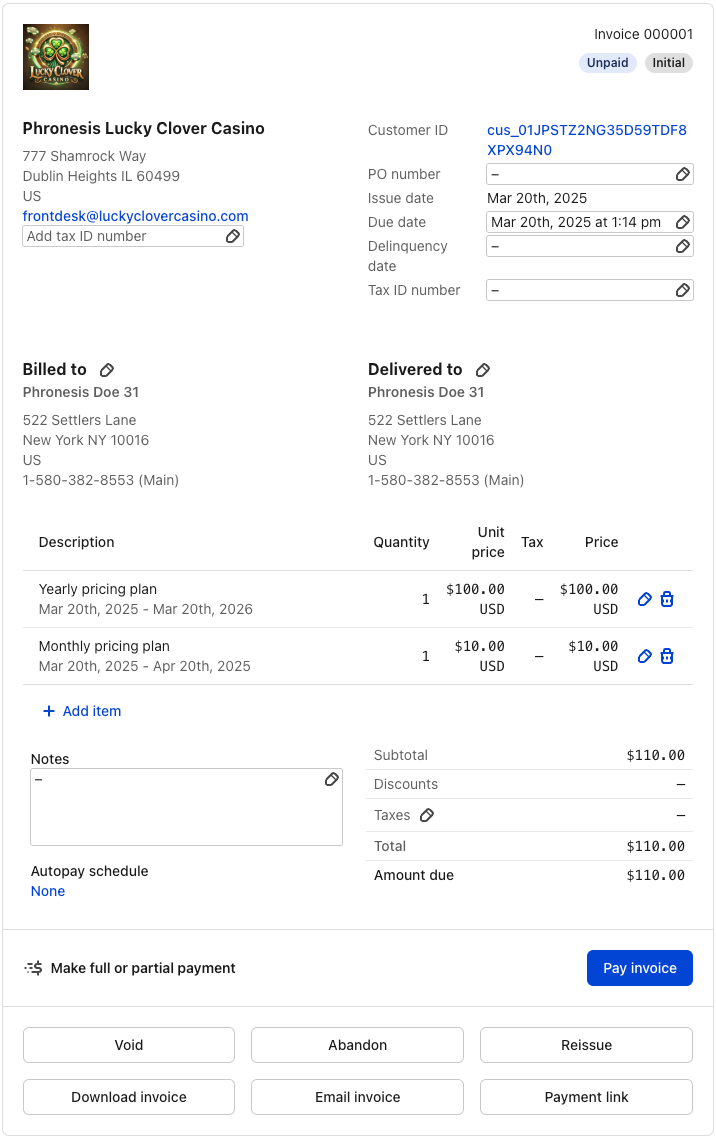 LUCKY CLOVER
CASINO
Invoice 000001
Unpaid Initial
Phronesis Lucky Clover Casino
777 Shamrock Way
Dublin Heights IL 60499
US
frontdesk@luckyclovercasino.com
Add tax ID number
Customer ID cus_01JPSTZ2NG35D59TDF8
XPX94N0
PO number –
Issue date Mar 20th, 2025
Due date Mar 20th, 2025 at 1:14 pm
Delinquency –
date
Tax ID number –
Billed to
Phronesis Doe 31
522 Settlers Lane
New York NY 10016
US
1-580-382-8553 (Main)
Delivered to
Phronesis Doe 31
522 Settlers Lane
New York NY 10016
US
1-580-382-8553 (Main)
Description Quantity Unit price Tax Price
Yearly pricing plan 1 $100.00 USD – $100.00 USD
Mar 20th, 2025 - Mar 20th, 2026
Monthly pricing plan 1 $10.00 USD – $10.00 USD
Mar 20th, 2025 - Apr 20th, 2025
+ Add item
Notes
–
Autopay schedule
None
Subtotal $110.00
Discounts –
Taxes –
Total $110.00
Amount due $110.00
Make full or partial payment
Pay invoice
Void Abandon Reissue
Download invoice Email invoice Payment link